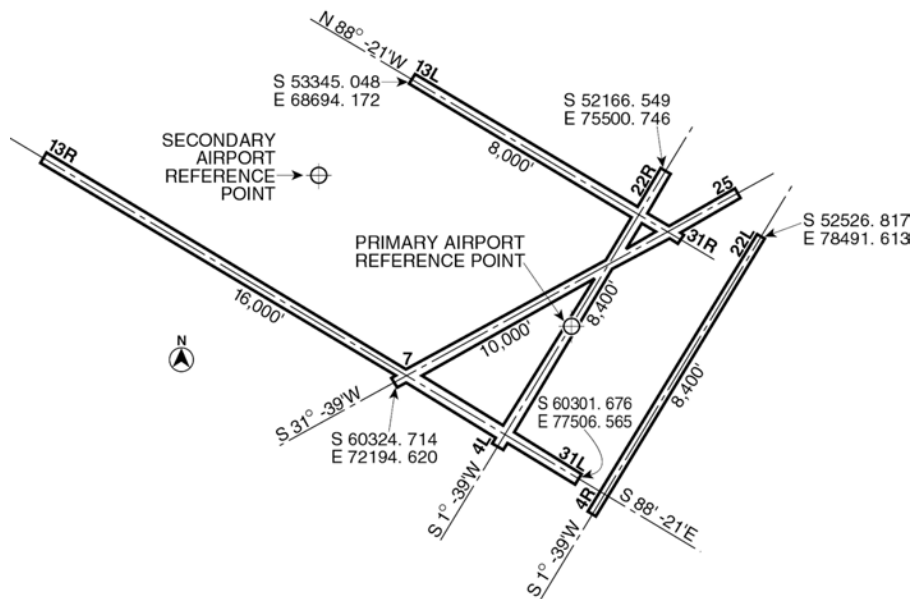 N 88° -21'W
13L
S 53345. 048
E 68694. 172
S 52166. 549
E 75500. 746
13R
SECONDARY
AIRPORT
REFERENCE
POINT
8,000'
22R
25
31R
S 52526. 817
E 78491. 613
22L
PRIMARY AIRPORT
REFERENCE POINT
16,000'
8,400'
10,000'
N
7
8,400'
S 31° -39'W
S 60324. 714
E 72194. 620
S 60301. 676
E 77506. 565
4L
31L
4R
S 88' -21'E
S 1° -39'W
S 1° -39'W